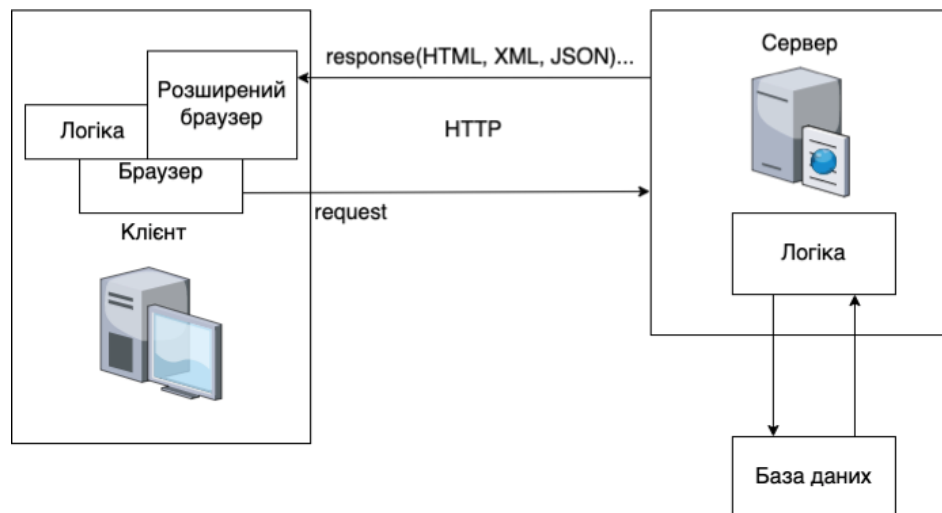 response(HTML, XML, JSON)...
Сервер
Розширений
браузер
Логіка
HTTP
Браузер
request
Клієнт
Логіка
База даних